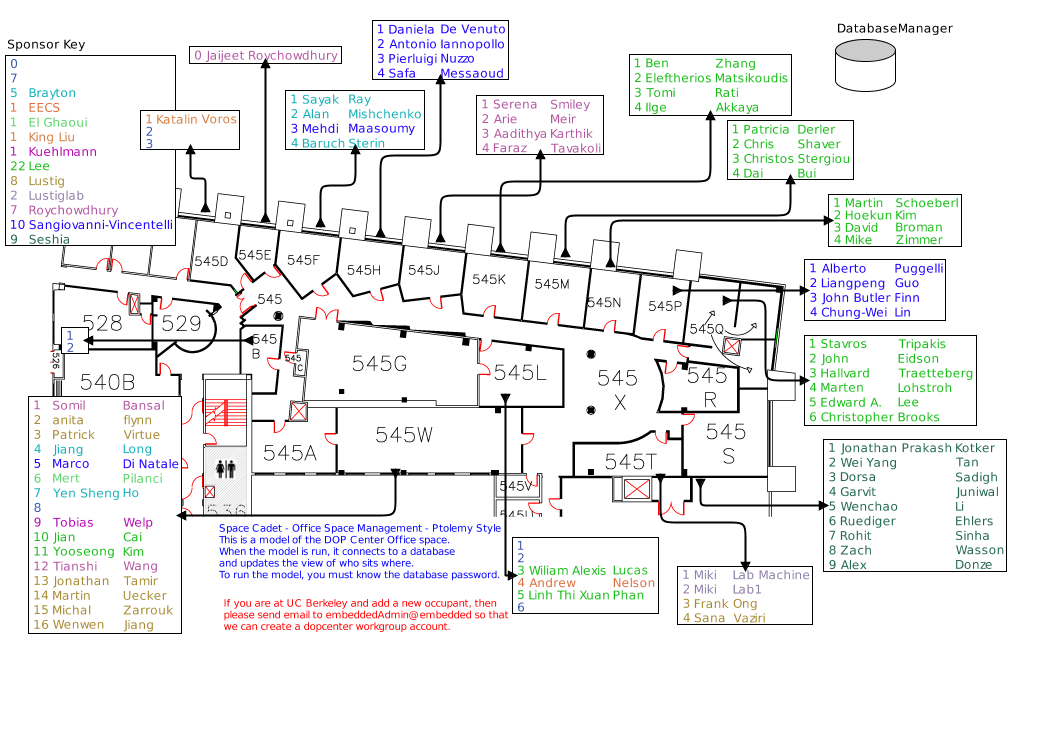 DatabaseManager
Sponsor Key
0
7
5 Brayton
1 EECS
1 El Ghaoui
1 King Liu
1 Kuehlmann
22 Lee
8 Lustig
2 Lustiglab
7 Roychowdhury
10 Sangiovanni-Vincentelli
9 Seshia
1 Katalin Voros
2
3
0 Jaijeet Roychowdhury
1 Sayak Ray
2 Alan Mishchenko
3 Mehdi Maasoumy
4 Baruch Sterin
1 Daniela De Venuto
2 Antonio Iannopollo
3 Pierluigi Nuzzo
4 Safa Messaoud
1 Serena Smiley
2 Arie Meir
3 Aadithya Karthik
4 Faraz Tavakoli
1 Ben Zhang
2 Eleftherios Matsikoudis
3 Tomi Rati
4 Ilge Akkaya
1 Patricia Derler
2 Chris Shaver
3 Christos Stergiou
4 Dai Bui
1 Martin Schoeberl
2 Hoekun Kim
3 David Broman
4 Mike Zimmer
1 Alberto Puggelli
2 Liangpeng Guo
3 John Butler Finn
4 Chung-Wei Lin
1 Stavros Tripakis
2 John Eidson
3 Hallvard Traetteberg
4 Marten Lohstroh
5 Edward A. Lee
6 Christopher Brooks
1 Jonathan Prakash Kotker
2 Wei Yang Tan
3 Dorsa Sadigh
4 Garvit Juniwal
5 Wenchao Li
6 Ruediger Ehlers
7 Rohit Sinha
8 Zach Wasson
9 Alex Donze
545D
545E
545F
545H
545J
545K
545M
545N
545P
545Q
545
528
529
545
B
545
C
545G
545L
545
X
545
R
545
S
1
2
526
540B
545A
545W
545T
545V
545U
536
1 Somil Bansal
2 anita flynn
3 Patrick Virtue
4 Jiang Long
5 Marco Di Natale
6 Mert Pilanci
7 Yen Sheng Ho
8
9 Tobias Welp
10 Jian Cai
11 Yooseong Kim
12 Tianshi Wang
13 Jonathan Tamir
14 Martin Uecker
15 Michal Zarrouk
16 Wenwen Jiang
Space Cadet - Office Space Management - Ptolemy Style
This is a model of the DOP Center Office space.
When the model is run, it connects to a database
and updates the view of who sits where.
To run the model, you must know the database password.
If you are at UC Berkeley and add a new occupant, then
please send email to embeddedAdmin@embedded so that
we can create a dopcenter workgroup account.
1
2
3 Wiliam Alexis Lucas
4 Andrew Nelson
5 Linh Thi Xuan Phan
6
1 Miki Lab Machine
2 Miki Lab1
3 Frank Ong
4 Sana Vaziri